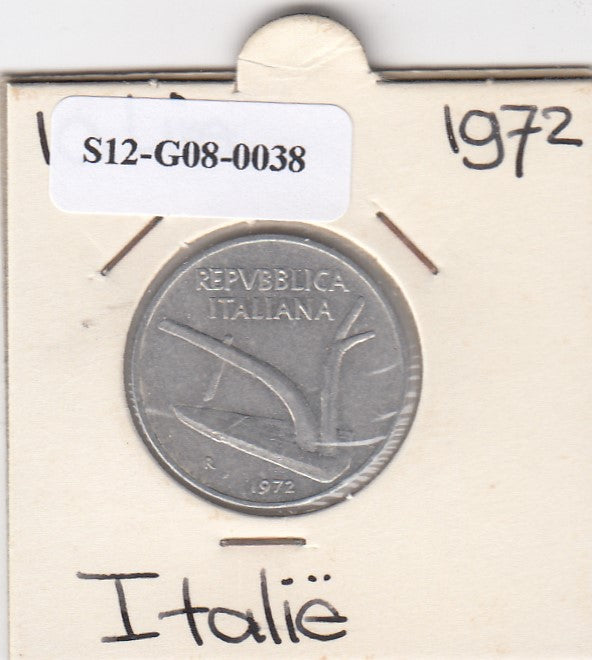 S12-G08-0038
1972
REPVBBLICA
ITALIANA
R
1972
Italië